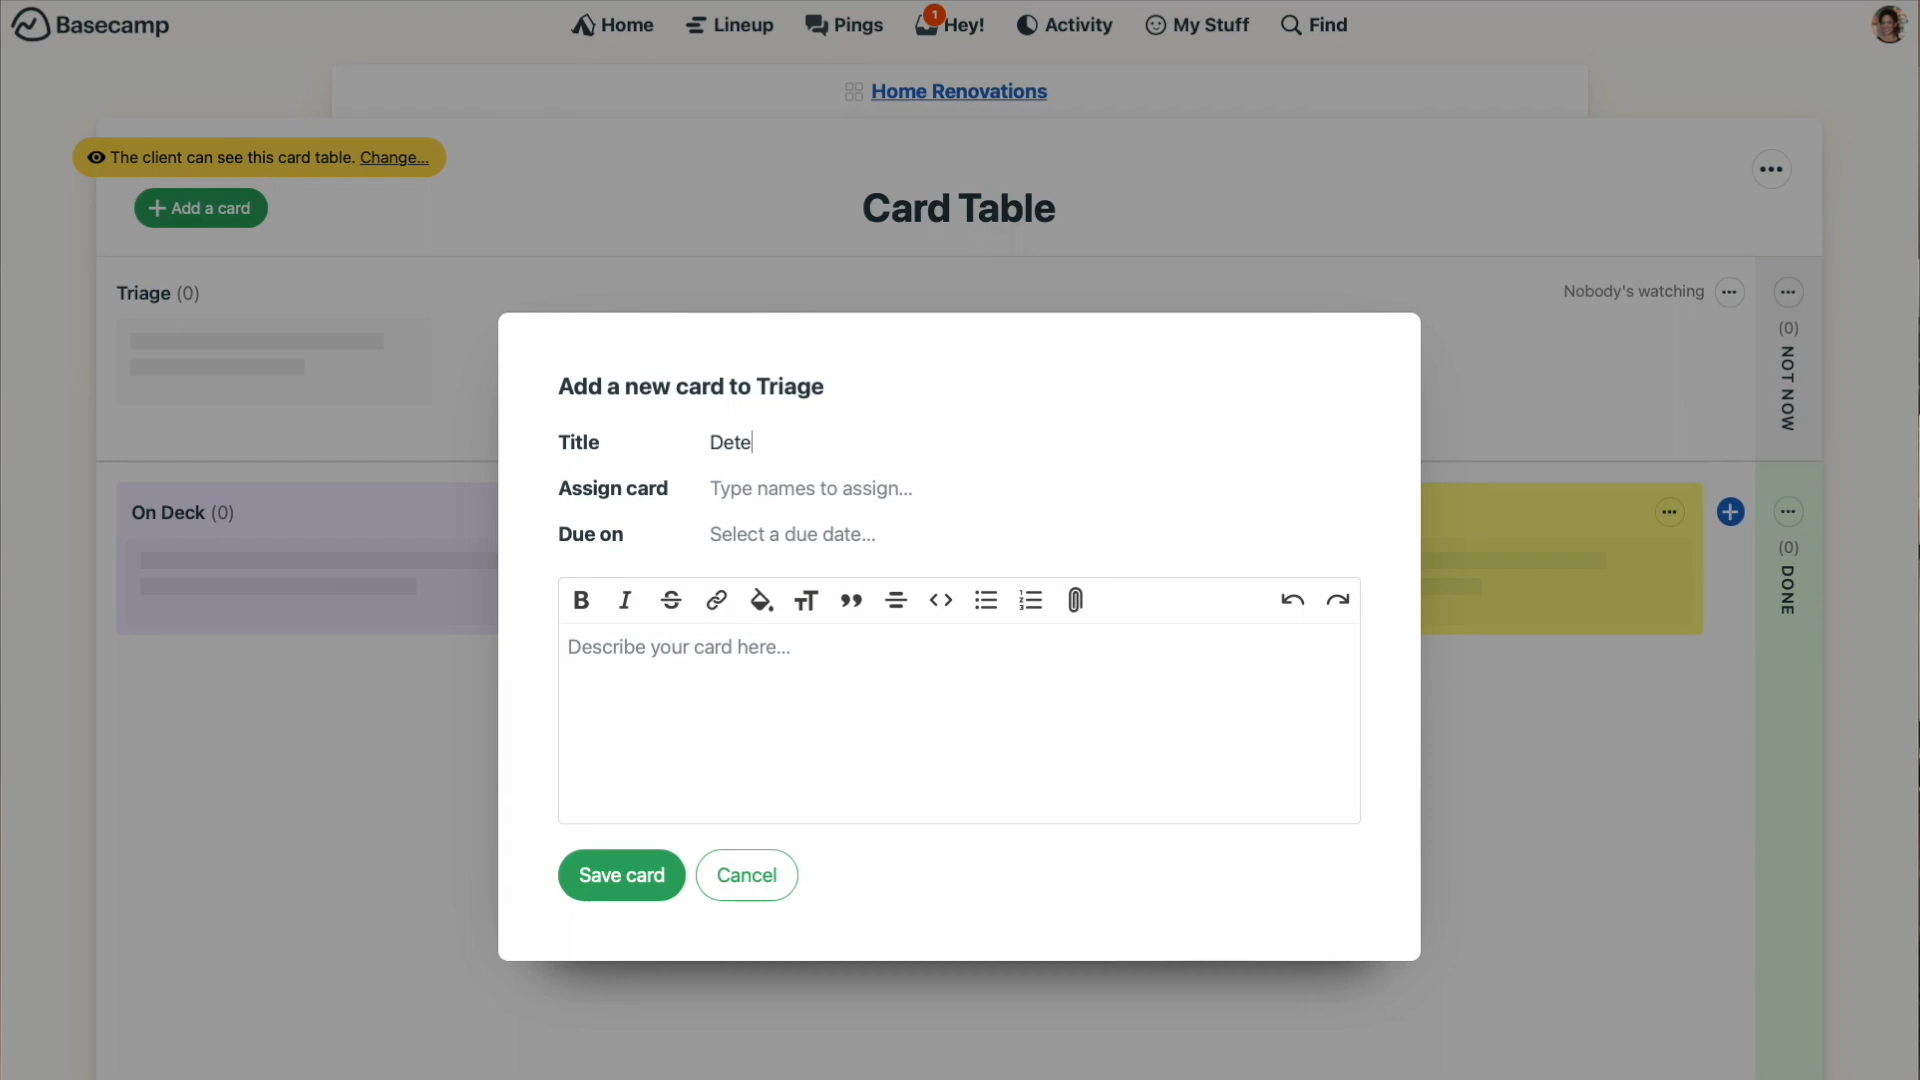 Basecamp
Home
Lineup
Pings
1
Hey!
Activity
My Stuff
Find
Home Renovations
The client can see this card table. Change...
Add a card
Card Table
Triage (0)
Nobody's watching
(0) NOT NOW
Add a new card to Triage
Title
Dete
Assign card
Type names to assign...
Due on
Select a due date...
Describe your card here...
Save card
Cancel
On Deck (0)
(0) DONE